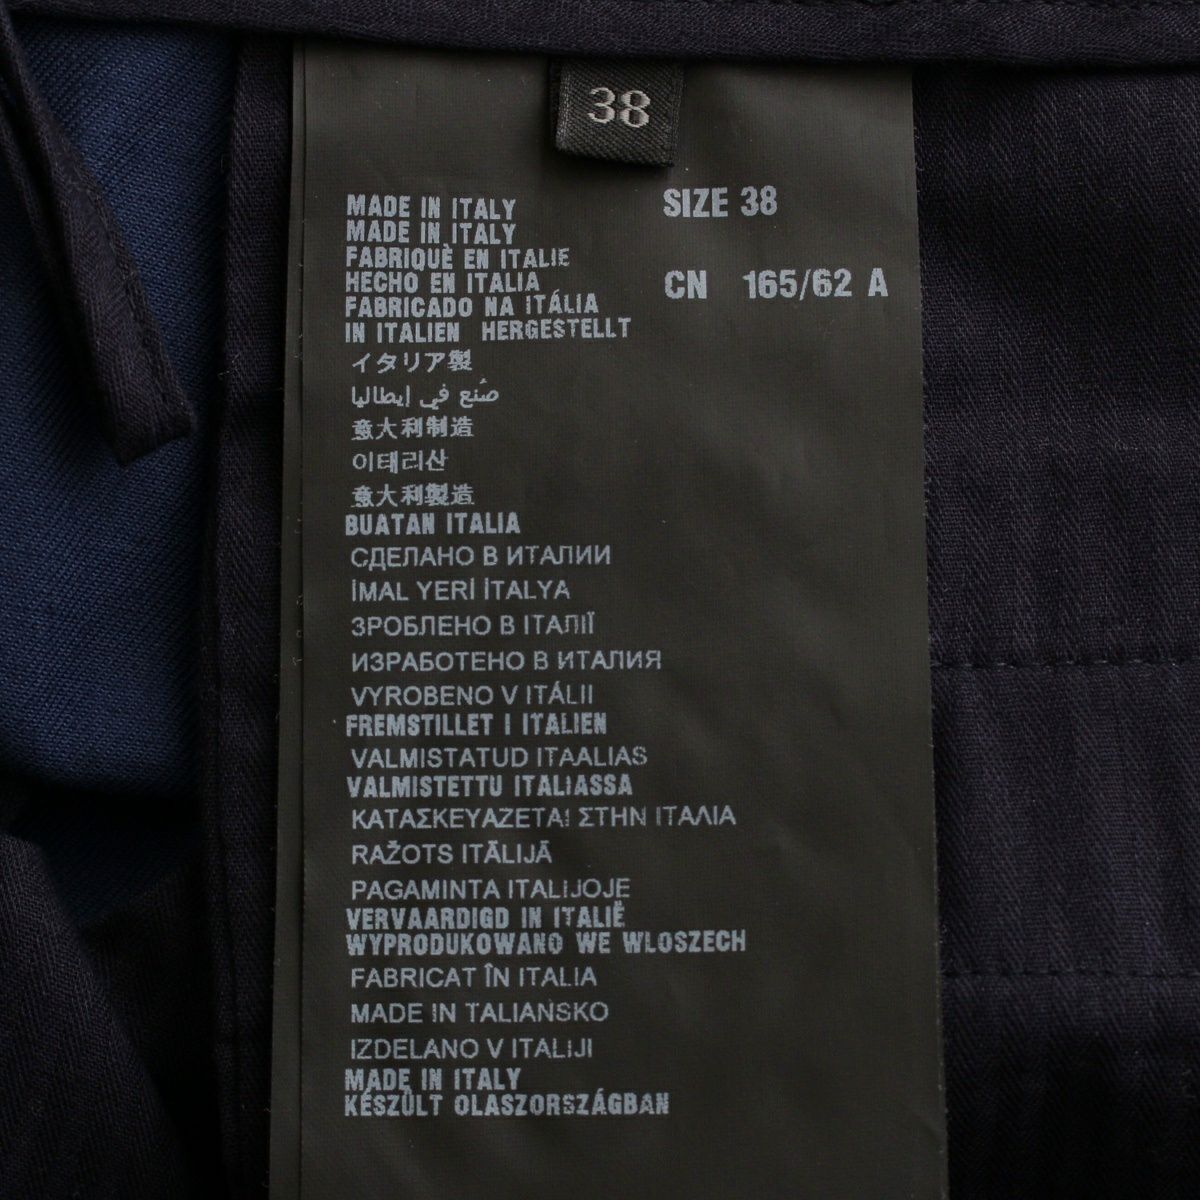 38
SIZE 38
CN 165/62 A
MADE IN ITALY
MADE IN ITALY
FABRIQUÈ EN ITALIE
HECHO EN ITALIA
FABRICADO NA ITÁLIA
IN ITALIEN HERGESTELLT
イタリア製
صُنع في إيطاليا
意大利制造
이태리산
意大利製造
BUATAN ITALIA
СДЕЛАНО В ИТАЛИИ
İMAL YERİ İTALYA
ЗРОБЛЕНО В ІТАЛІЇ
ИЗРАБОТЕНО В ИТАЛИЯ
VYROBENO V ITÁLII
FREMSTILLET I ITALIEN
VALMISTATUD ITAALIAS
VALMISTETTU ITALIASSA
ΚΑΤΑΣΚΕΥΑΖΕΤΑΙ ΣΤΗΝ ΙΤΑΛΙΑ
RAŽOTS ITĀLIJĀ
PAGAMINTA ITALIJOJE
VERVAARDIGD IN ITALIË
WYPRODUKOWANO WE WLOSZECH
FABRICAT ÎN ITALIA
MADE IN TALIANSKO
IZDELANO V ITALIJI
MADE IN ITALY
KÉSZÛLT OLASZORSZÁGBAN